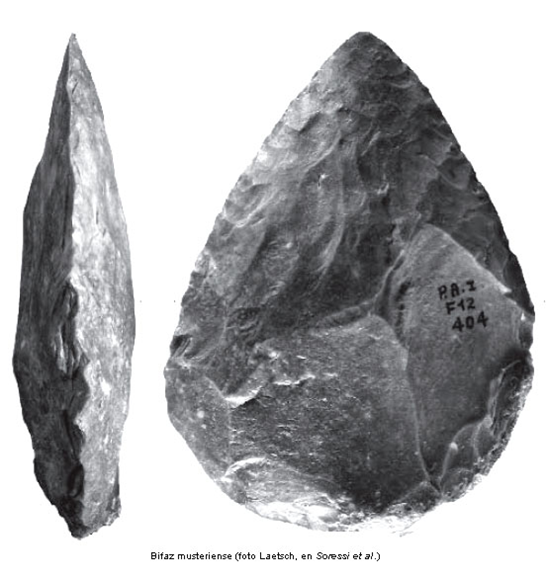 P.A.I
F12
404
Bifaz musteriense (foto Laetsch, en Soressi et al.)